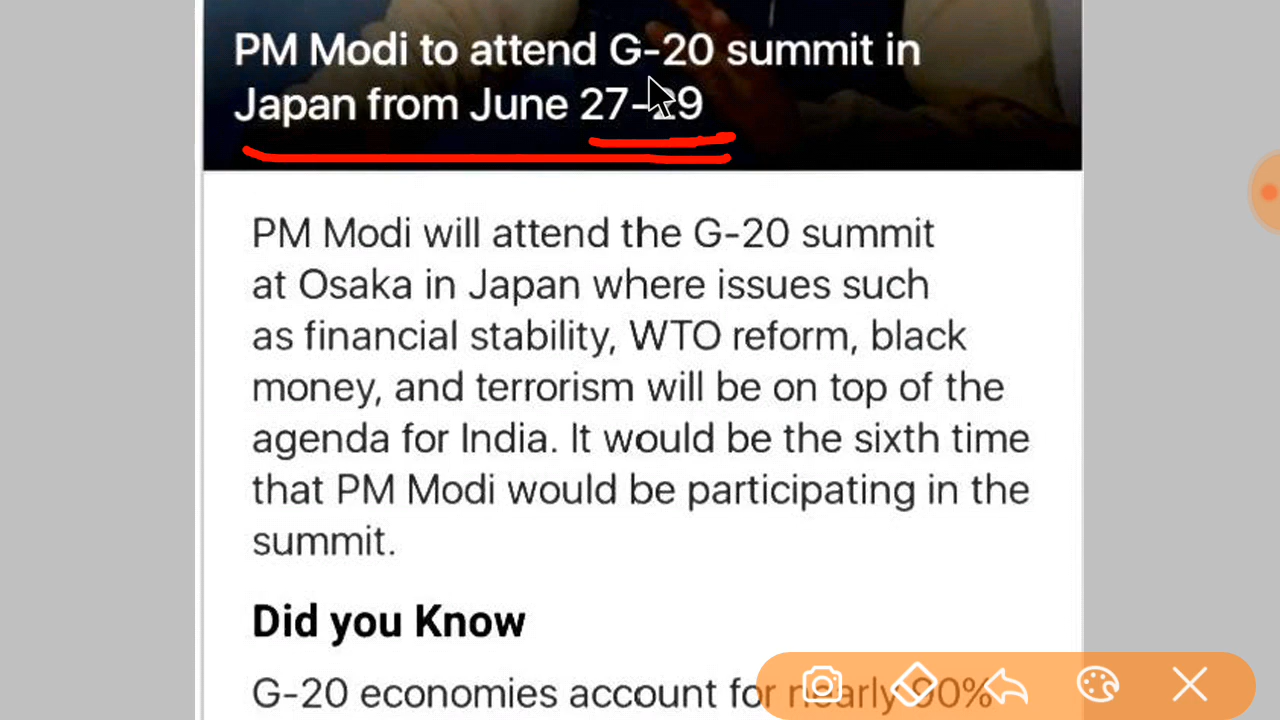 PM Modi to attend G-20 summit in
Japan from June 27-29
PM Modi will attend the G-20 summit
at Osaka in Japan where issues such
as financial stability, WTO reform, black
money, and terrorism will be on top of the
agenda for India. It would be the sixth time
that PM Modi would be participating in the
summit.
Did you Know
G-20 economies account for nearly 90%